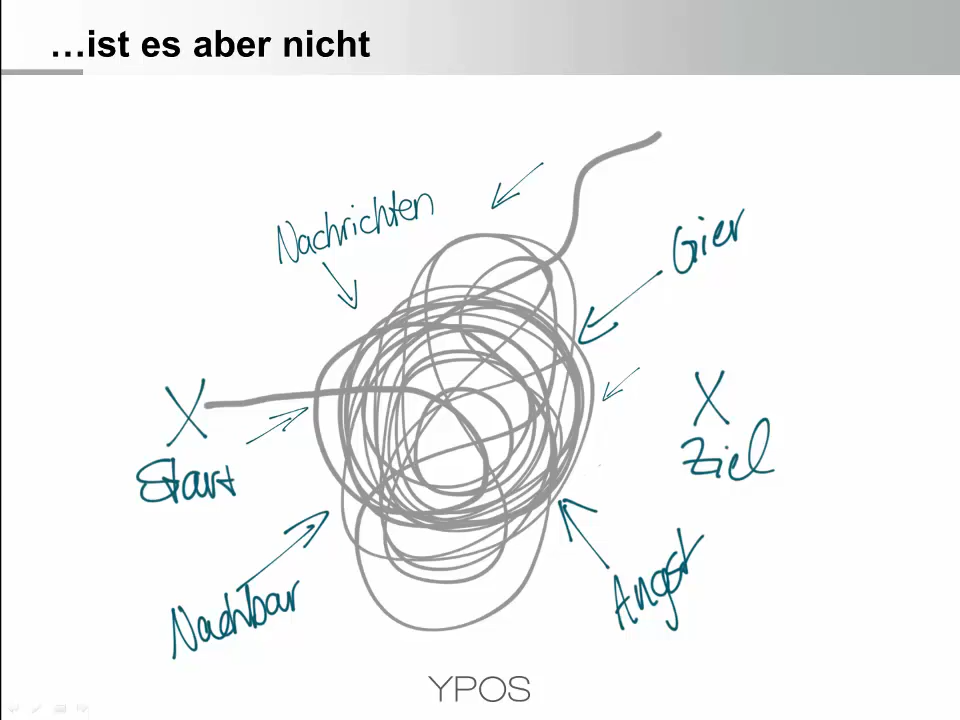 …ist es aber nicht
Nachrichten
Gier
X
X
Start
Ziel
Nachbar
Angst
YPOS